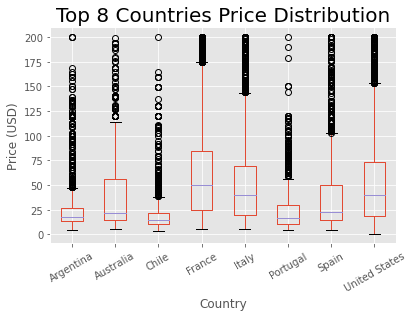 Top 8 Countries Price Distribution
200
175
150
125
100
75
50
25
0
Price (USD)
Argentina
Australia
Chile
France
Italy
Portugal
Spain
United States
Country